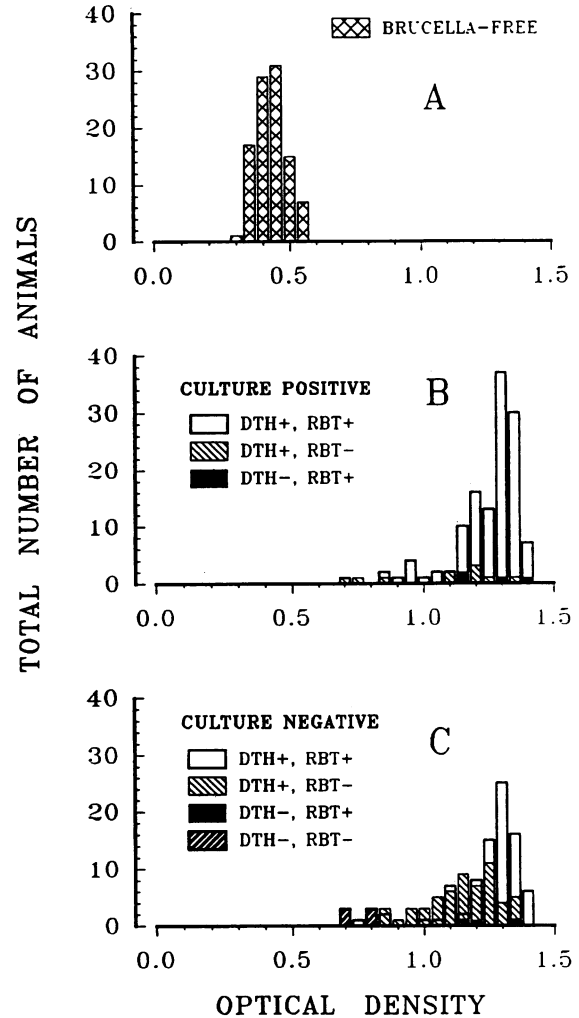 40
BRUCELLA-FREE
30
A
20
10
0
0.0 0.5 1.0 1.5
TOTAL NUMBER OF ANIMALS
40
CULTURE POSITIVE
B
30
DTH+, RBT+
DTH+, RBT-
20
DTH-, RBT+
10
0
0.0 0.5 1.0 1.5
40
CULTURE NEGATIVE
C
30
DTH+, RBT+
DTH+, RBT-
20
DTH-, RBT+
DTH-, RBT-
10
0
0.0 0.5 1.0 1.5
OPTICAL DENSITY